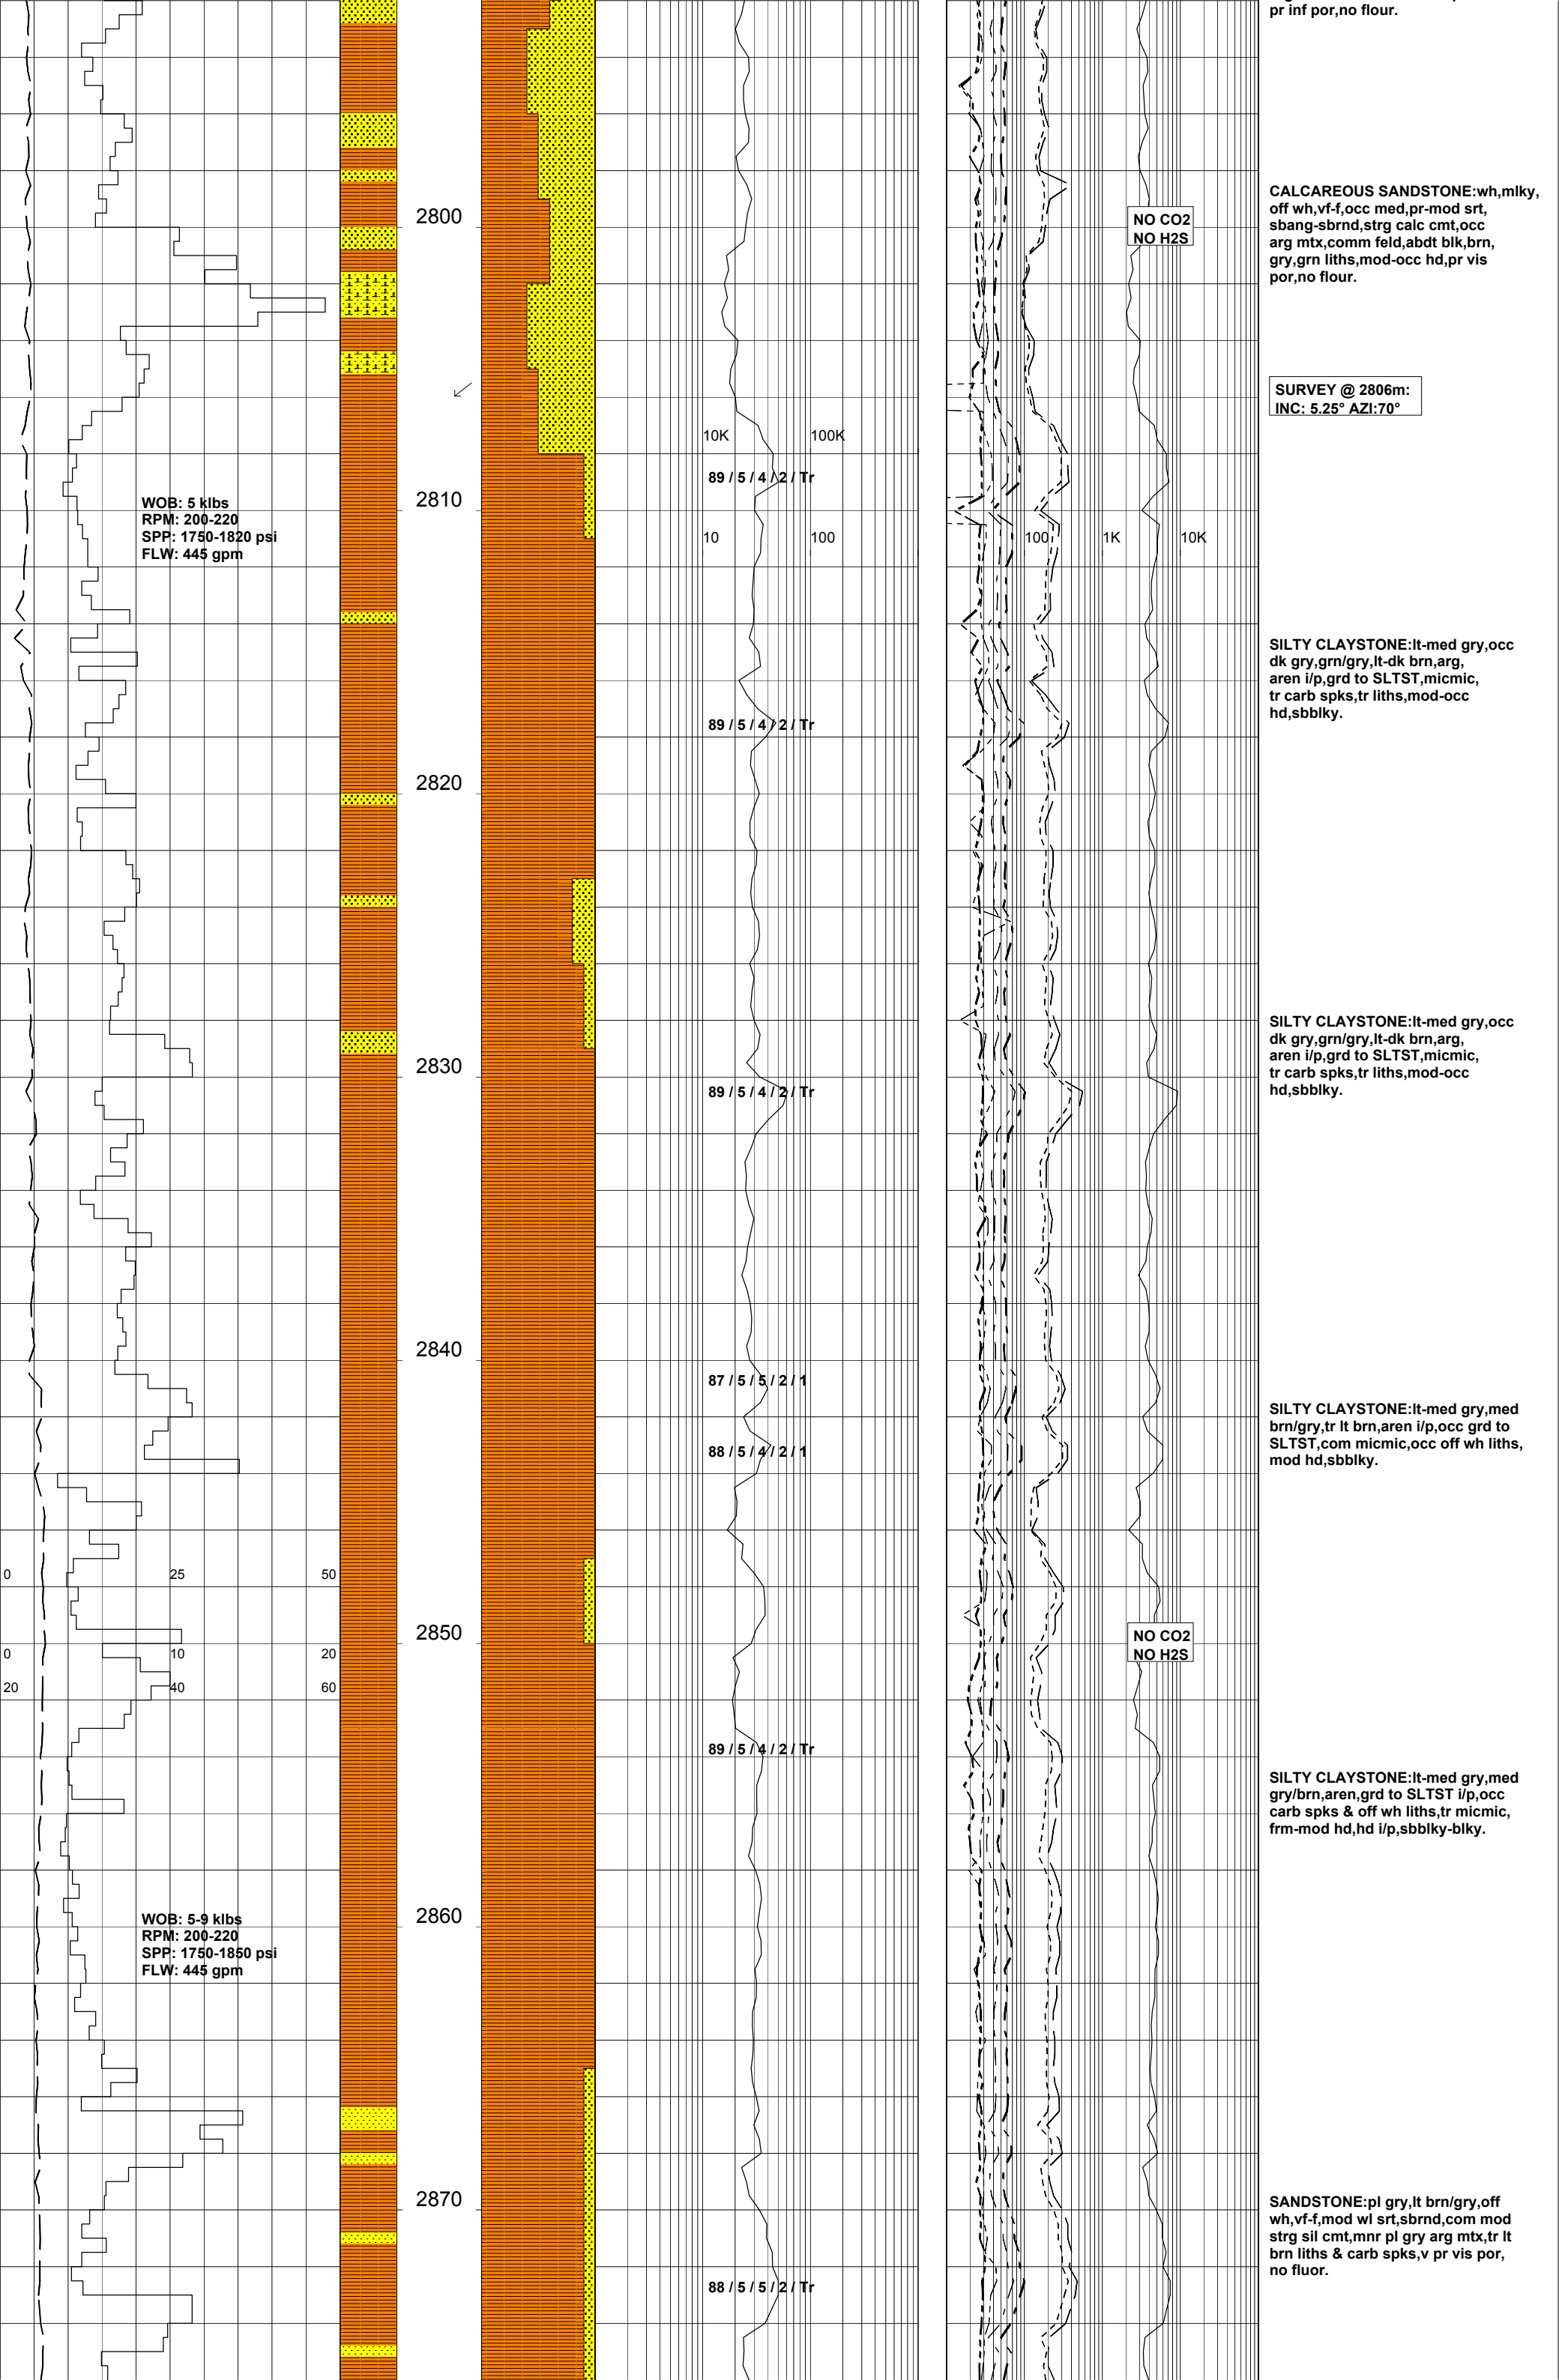 pr inf por,no flour.
CALCAREOUS SANDSTONE:wh,mlky,
off wh,vf-f,occ med,pr-mod srt,
sbang-sbrnd,strg calc cmt,occ
arg mtx,comm feld,abdt blk,brn,
gry,grn liths,mod-occ hd,pr vis
por,no flour.
2800
NO CO2
NO H2S
SURVEY @ 2806m:
INC: 5.25° AZI:70°
10K 100K
89 / 5 / 4 / 2 / Tr
WOB: 5 klbs
RPM: 200-220
SPP: 1750-1820 psi
FLW: 445 gpm
2810
10 100 100 1K 10K
SILTY CLAYSTONE:lt-med gry,occ
dk gry,grn/gry,lt-dk brn,arg,
aren i/p,grd to SLTST,micmic,
tr carb spks,tr liths,mod-occ
hd,sbblky.
89 / 5 / 4 / 2 / Tr
2820
SILTY CLAYSTONE:lt-med gry,occ
dk gry,grn/gry,lt-dk brn,arg,
aren i/p,grd to SLTST,micmic,
tr carb spks,tr liths,mod-occ
hd,sbblky.
2830
89 / 5 / 4 / 2 / Tr
2840
87 / 5 / 5 / 2 / 1
SILTY CLAYSTONE:lt-med gry,med
brn/gry,tr lt brn,aren i/p,occ grd to
SLTST,com micmic,occ off wh liths,
mod hd,sbblky.
88 / 5 / 4 / 2 / 1
0 25 50
2850
NO CO2
NO H2S
0 10 20
20 40 60
89 / 5 / 4 / 2 / Tr
SILTY CLAYSTONE:lt-med gry,med
gry/brn,aren,grd to SLTST i/p,occ
carb spks & off wh liths,tr micmic,
frm-mod hd,hd i/p,sbblky-blky.
2860
WOB: 5-9 klbs
RPM: 200-220
SPP: 1750-1850 psi
FLW: 445 gpm
2870
SANDSTONE:pl gry,lt brn/gry,off
wh,vf-f,mod wl srt,sbrnd,com mod
strg sil cmt,mnr pl gry arg mtx,tr lt
brn liths & carb spks,v pr vis por,
no fluor.
88 / 5 / 5 / 2 / Tr